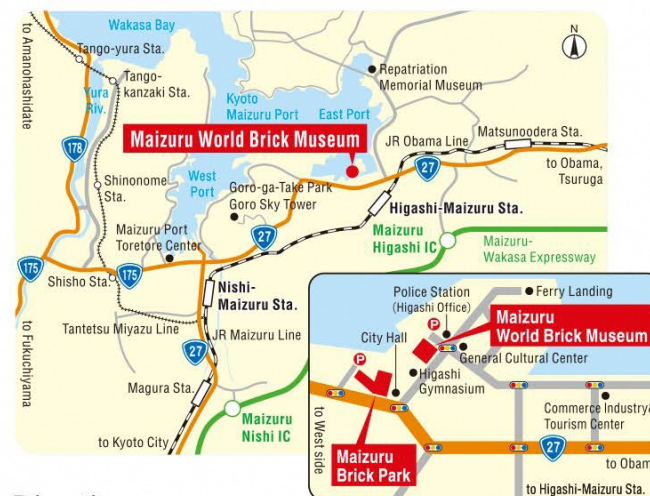 Wakasa Bay
N
to Amanohashidate
Tango-yura Sta.
Tango-
kanzaki Sta.
Yura
Riv.
Kyoto
Maizuru Port
East Port
Repatriation
Memorial Museum
178
Maizuru World Brick Museum
JR Obama Line
Matsunoodera Sta.
27
to Obama,
Tsuruga
Shinonome
Sta.
West
Port
Goro-ga-Take Park
Goro Sky Tower
Higashi-Maizuru Sta.
Maizuru Port
Toretore Center
27
Maizuru
Higashi IC
Maizuru-
Wakasa Expressway
175
Shisho Sta.
175
Nishi-
Maizuru Sta.
to Fukuchiyama
Tantetsu Miyazu Line
JR Maizuru Line
27
Magura Sta.
Maizuru
Nishi IC
to Kyoto City
Police Station
(Higashi Office)
Ferry Landing
P
Maizuru
World Brick Museum
City Hall
General Cultural Center
P
Higashi
Gymnasium
Commerce Industry&
Tourism Center
to West side
Maizuru
Brick Park
27
to Obam
to Higashi-Maizuru Sta.